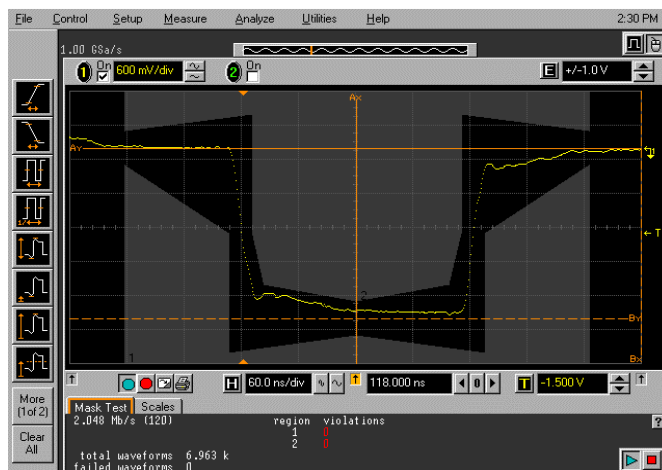 File Control Setup Measure Analyze Utilities Help 2:30 PM
1.00 GSa/s
1 On 600 mV/div 2 On E +/-1.0 V
Ax
Ay
1
T
2
By
1
Bx
H 60.0 ns/div 118.000 ns 0 T -1.500 V
More
(1of 2)
Clear
All
Mask Test Scales
2.048 Mb/s (120) region violations ?
1 0
2 0
total waveforms 6.963 k
failed waveforms 0